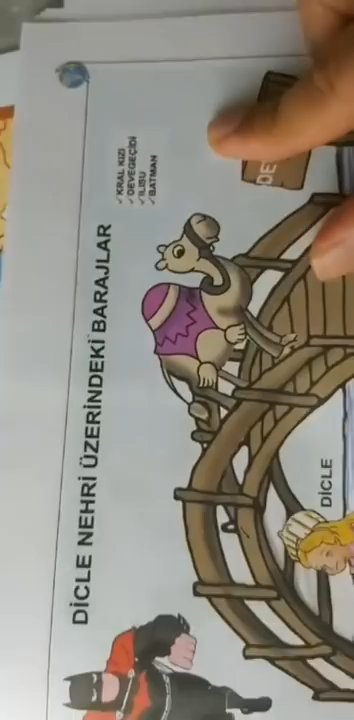 DİCLE NEHRİ ÜZERİNDEKİ BARAJLAR
✓KRAL KIZI
✓DEVEGEÇİDİ
✓ILISU
✓BATMAN
DİCLE